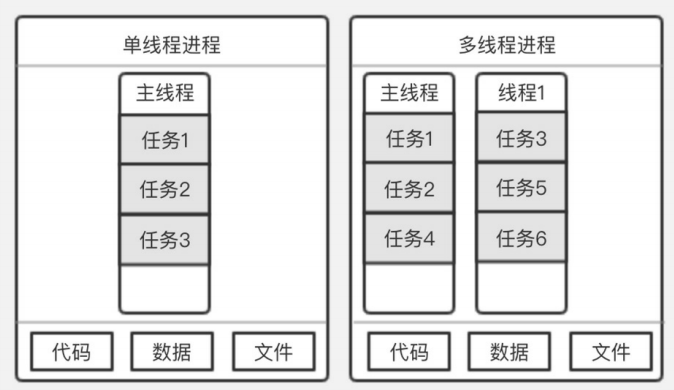 单线程进程
主线程
任务1
任务2
任务3
代码
数据
文件
多线程进程
主线程
任务1
任务2
任务4
线程1
任务3
任务5
任务6
代码
数据
文件